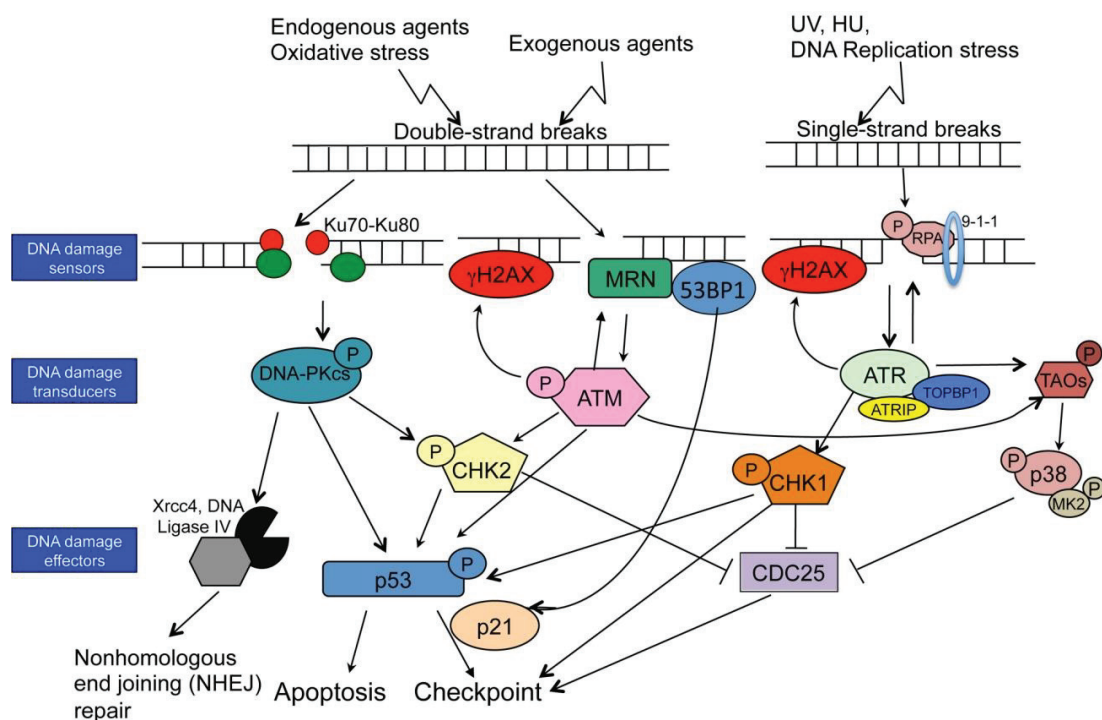 Endogenous agents
Oxidative stress
Exogenous agents
UV, HU,
DNA Replication stress
Double-strand breaks
Single-strand breaks
DNA damage
sensors
Ku70-Ku80
γH2AX
MRN
53BP1
γH2AX
P
RPA
9-1-1
DNA damage
transducers
DNA-PKcs
P
P
ATM
ATR
ATRIP
TOPBP1
P
TAOs
P
CHK2
P
CHK1
P
p38
MK2
P
DNA damage
effectors
Xrcc4, DNA
Ligase IV
p53
P
p21
CDC25
Nonhomologous
end joining (NHEJ)
repair
Apoptosis
Checkpoint